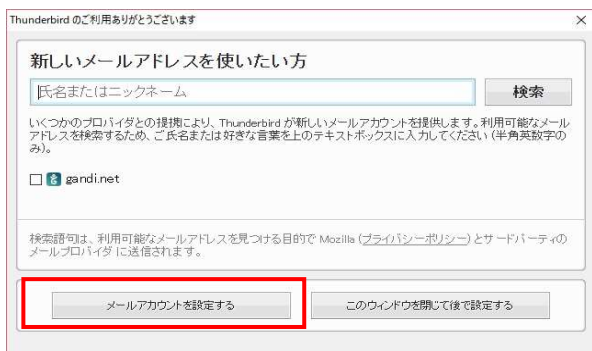 Thunderbird のご利用ありがとうございます
新しいメールアドレスを使いたい方
氏名またはニックネーム
検索
いくつかのプロバイダとの提携により、Thunderbird が新しいメールアカウントを提供します。利用可能なメール
アドレスを検索するため、ご氏名または好きな言葉を上のテキストボックスに入力してください (半角英数字の
み)。
gandi.net
検索語句は、利用可能なメールアドレスを見つける目的で Mozilla (プライバシーポリシー) とサードパーティの
メールプロバイダ に送信されます。
メールアカウントを設定する
このウィンドウを閉じて後で設定する